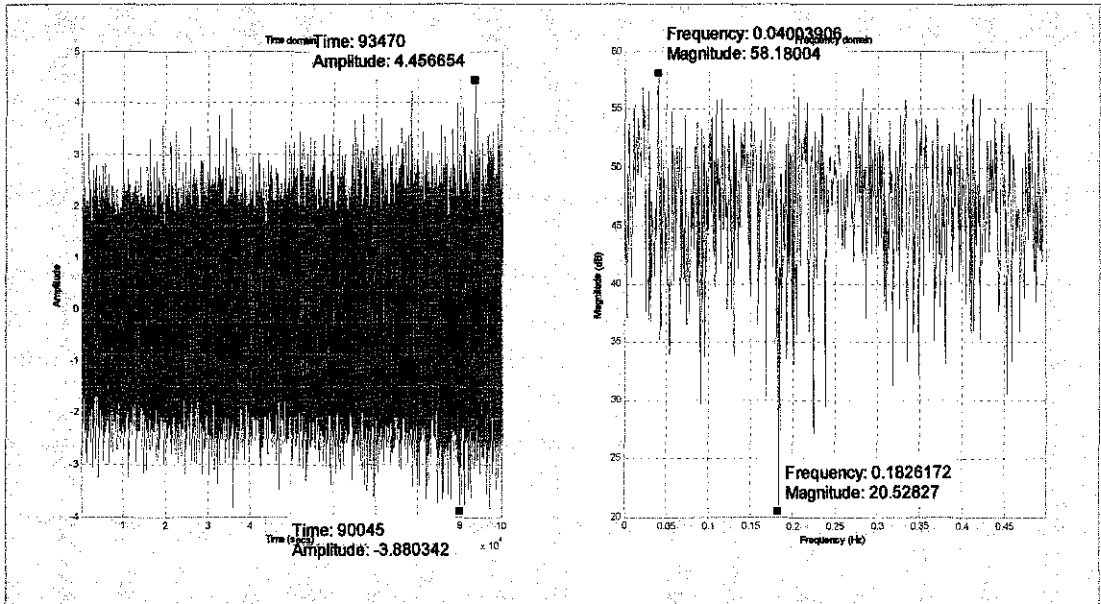 Time domain
Time: 93470
Amplitude: 4.456654
5
4
3
2
1
0
-1
-2
-3
-4
Amplitude
1
2
3
4
9
10
x 10^4
Time (secs)
Time: 90045
Amplitude: -3.880342
Frequency: 0.04003906
Frequency domain
Magnitude: 58.18004
60
55
50
45
40
35
30
25
20
Magnitude (dB)
Frequency: 0.1826172
Magnitude: 20.52827
0
0.05
0.1
0.15
0.2
0.25
0.3
0.35
0.4
0.45
Frequency (Hz)